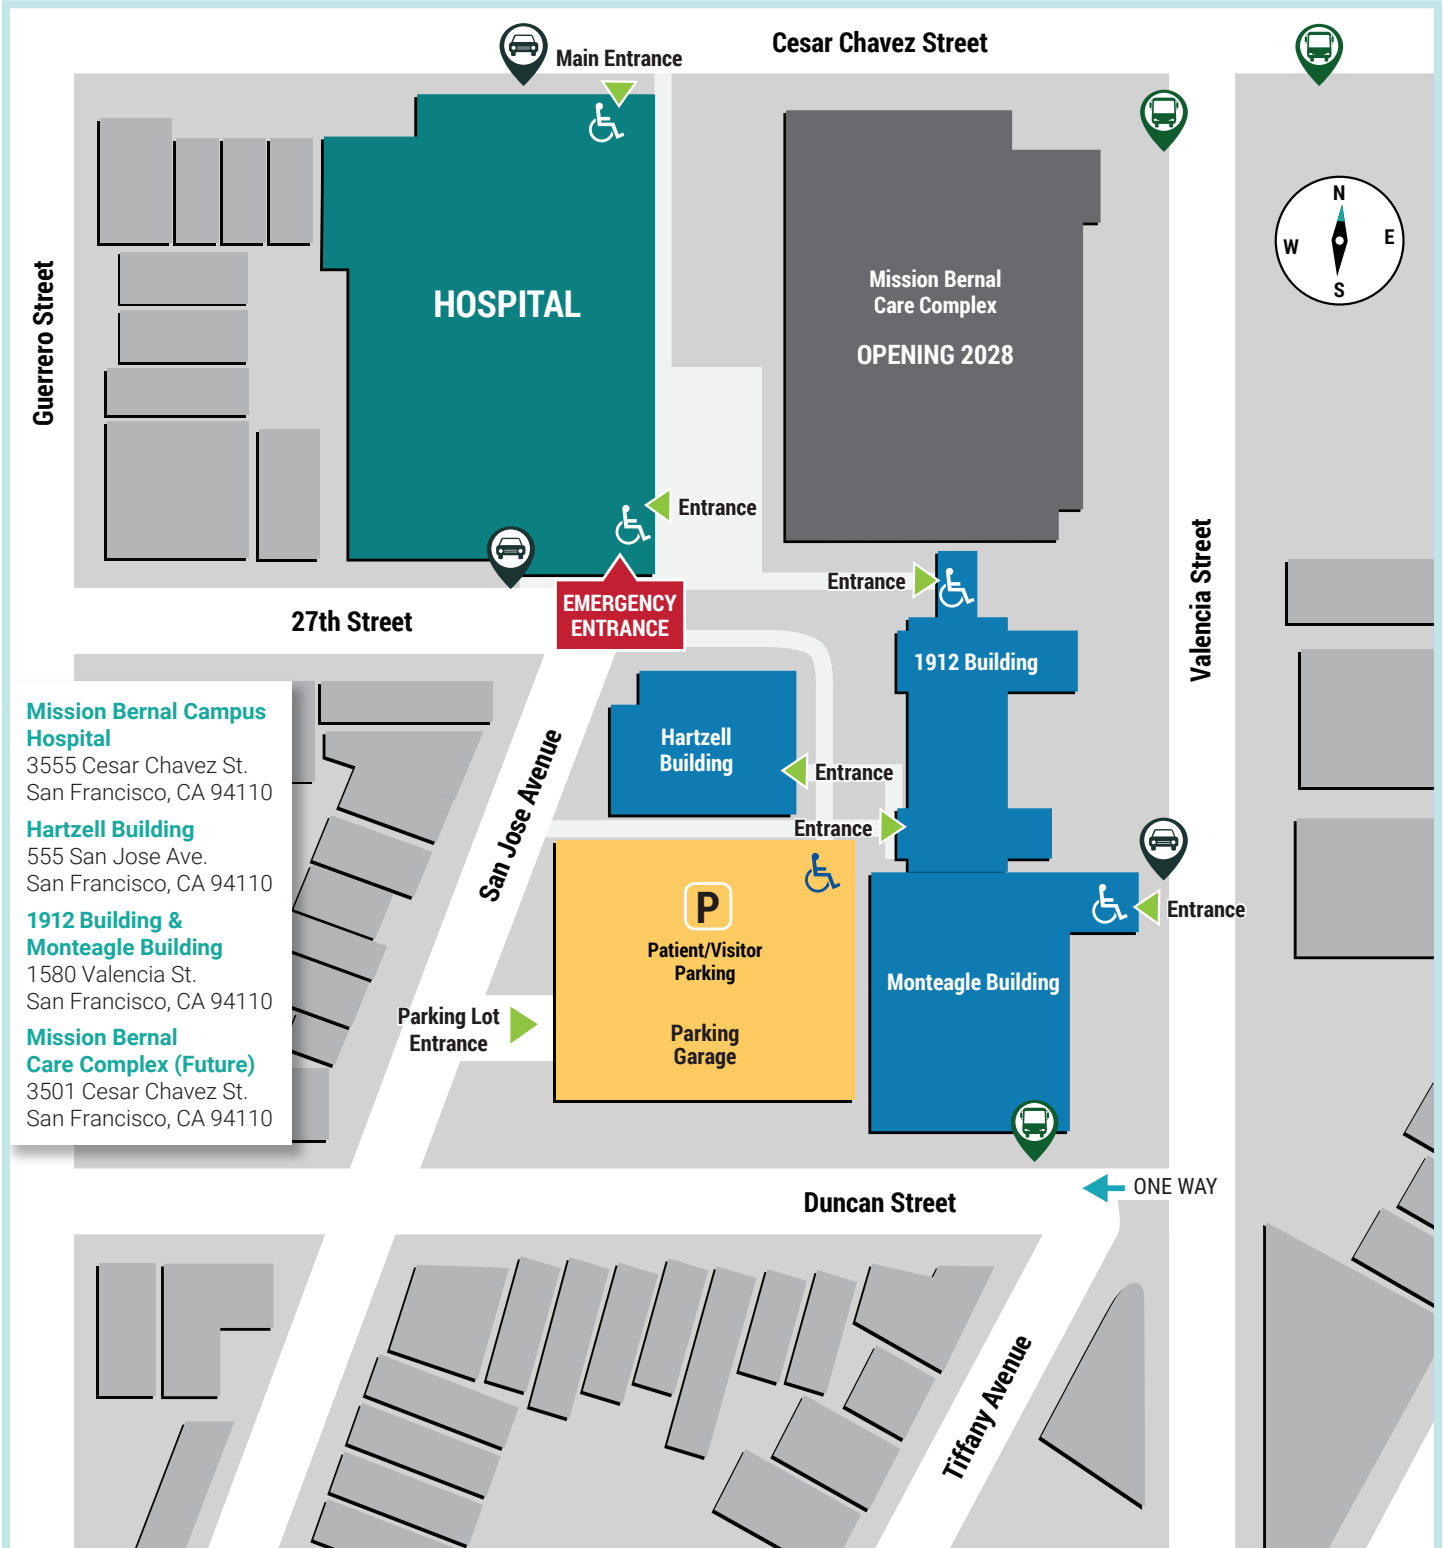 Cesar Chavez Street
Main Entrance
N
W
E
S
Guerrero Street
HOSPITAL
Mission Bernal
Care Complex
OPENING 2028
Entrance
Valencia Street
Entrance
EMERGENCY
ENTRANCE
27th Street
1912 Building
Mission Bernal Campus
Hospital
3555 Cesar Chavez St.
San Francisco, CA 94110
Hartzell Building
555 San Jose Ave.
San Francisco, CA 94110
1912 Building &
Monteagle Building
1580 Valencia St.
San Francisco, CA 94110
Mission Bernal
Care Complex (Future)
3501 Cesar Chavez St.
San Francisco, CA 94110
San Jose Avenue
Hartzell
Building
Entrance
Entrance
P
Patient/Visitor
Parking
Parking
Garage
Entrance
Monteagle Building
Parking Lot
Entrance
ONE WAY
Duncan Street
Tiffany Avenue